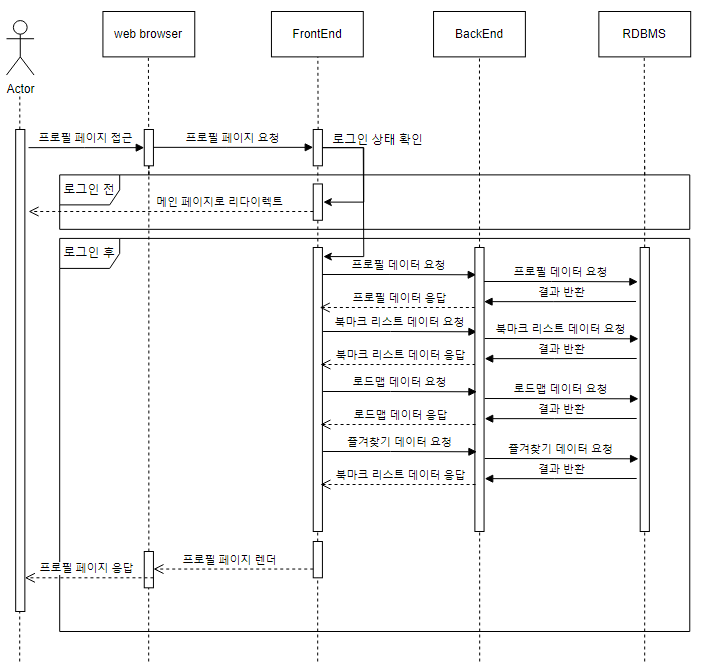 web browser
FrontEnd
BackEnd
RDBMS
Actor
프로필 페이지 접근
프로필 페이지 요청
로그인 상태 확인
로그인 전
메인 페이지로 리다이렉트
로그인 후
프로필 데이터 요청
프로필 데이터 요청
결과 반환
프로필 데이터 응답
북마크 리스트 데이터 요청
북마크 리스트 데이터 요청
결과 반환
북마크 리스트 데이터 응답
로드맵 데이터 요청
로드맵 데이터 요청
결과 반환
로드맵 데이터 응답
즐겨찾기 데이터 요청
즐겨찾기 데이터 요청
결과 반환
북마크 리스트 데이터 응답
프로필 페이지 렌더
프로필 페이지 응답